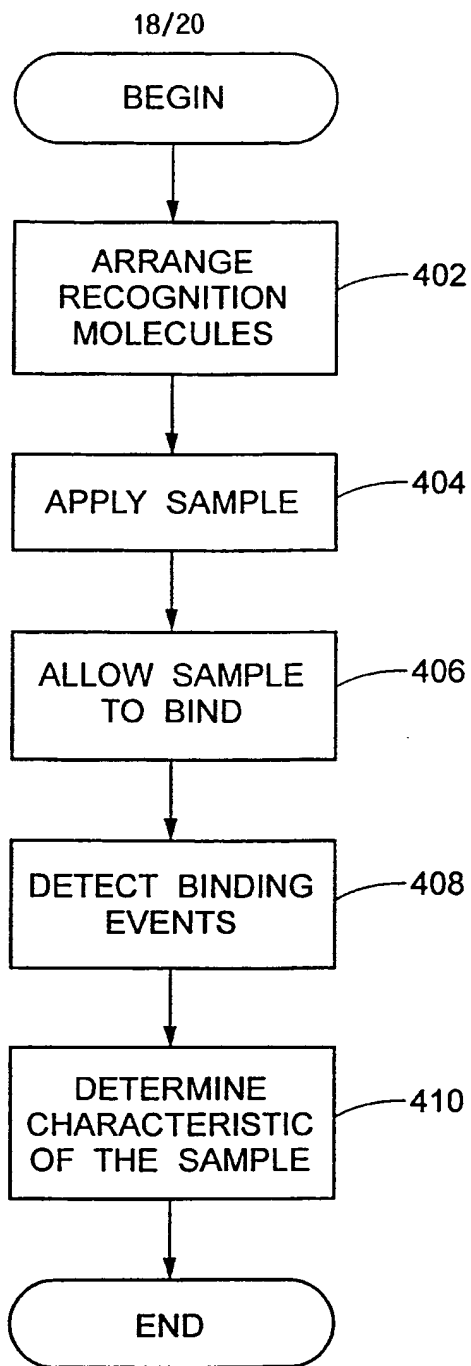 18/20
BEGIN
ARRANGE
RECOGNITION
MOLECULES
402
APPLY SAMPLE
404
ALLOW SAMPLE
TO BIND
406
DETECT BINDING
EVENTS
408
DETERMINE
CHARACTERISTIC
OF THE SAMPLE
410
END